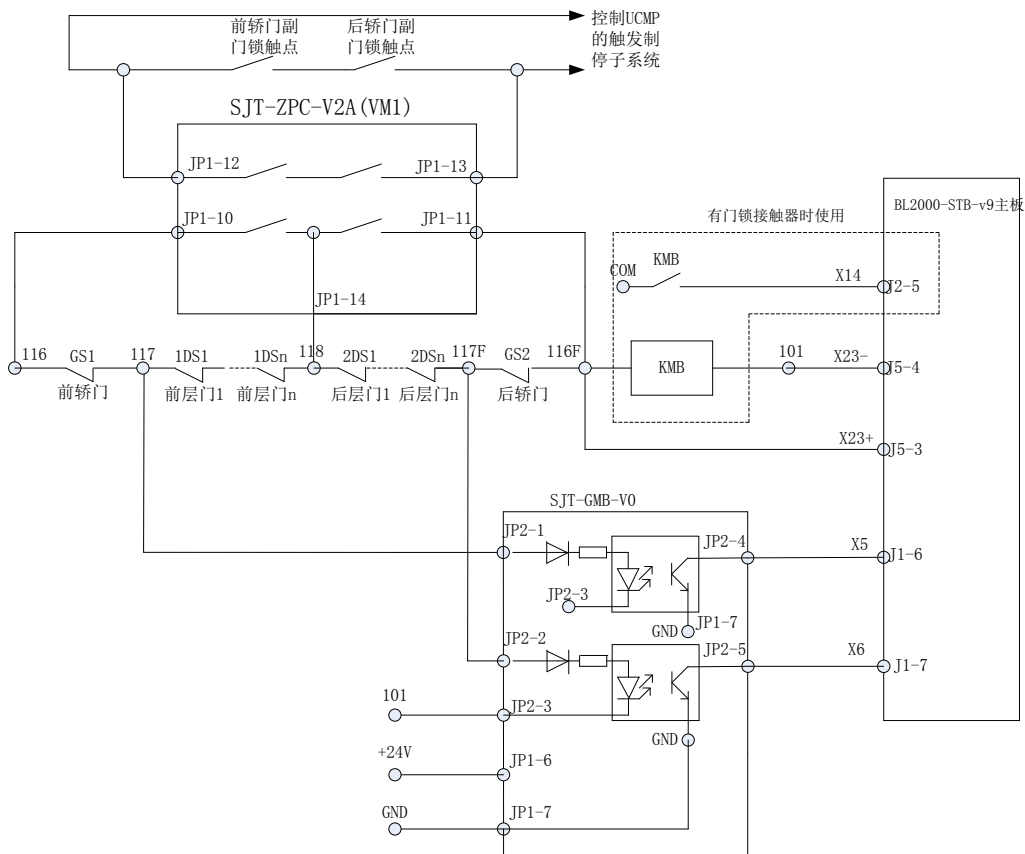 控制UCMP
的触发制
停子系统
前轿门副
门锁触点
后轿门副
门锁触点
SJT-ZPC-V2A(VM1)
JP1-12
JP1-13
JP1-10
JP1-11
JP1-14
有门锁接触器时使用
BL2000-STB-v9主板
COM
KMB
X14
J2-5
116
GS1
前轿门
117
1DS1
前层门1
1DSn
前层门n
118
2DS1
后层门1
2DSn
后层门n
117F
GS2
后轿门
116F
KMB
101
X23-
J5-4
X23+
J5-3
SJT-GMB-V0
JP2-1
JP2-4
X5
J1-6
JP2-3
GND
JP1-7
JP2-2
JP2-5
X6
J1-7
101
JP2-3
GND
+24V
JP1-6
GND
JP1-7